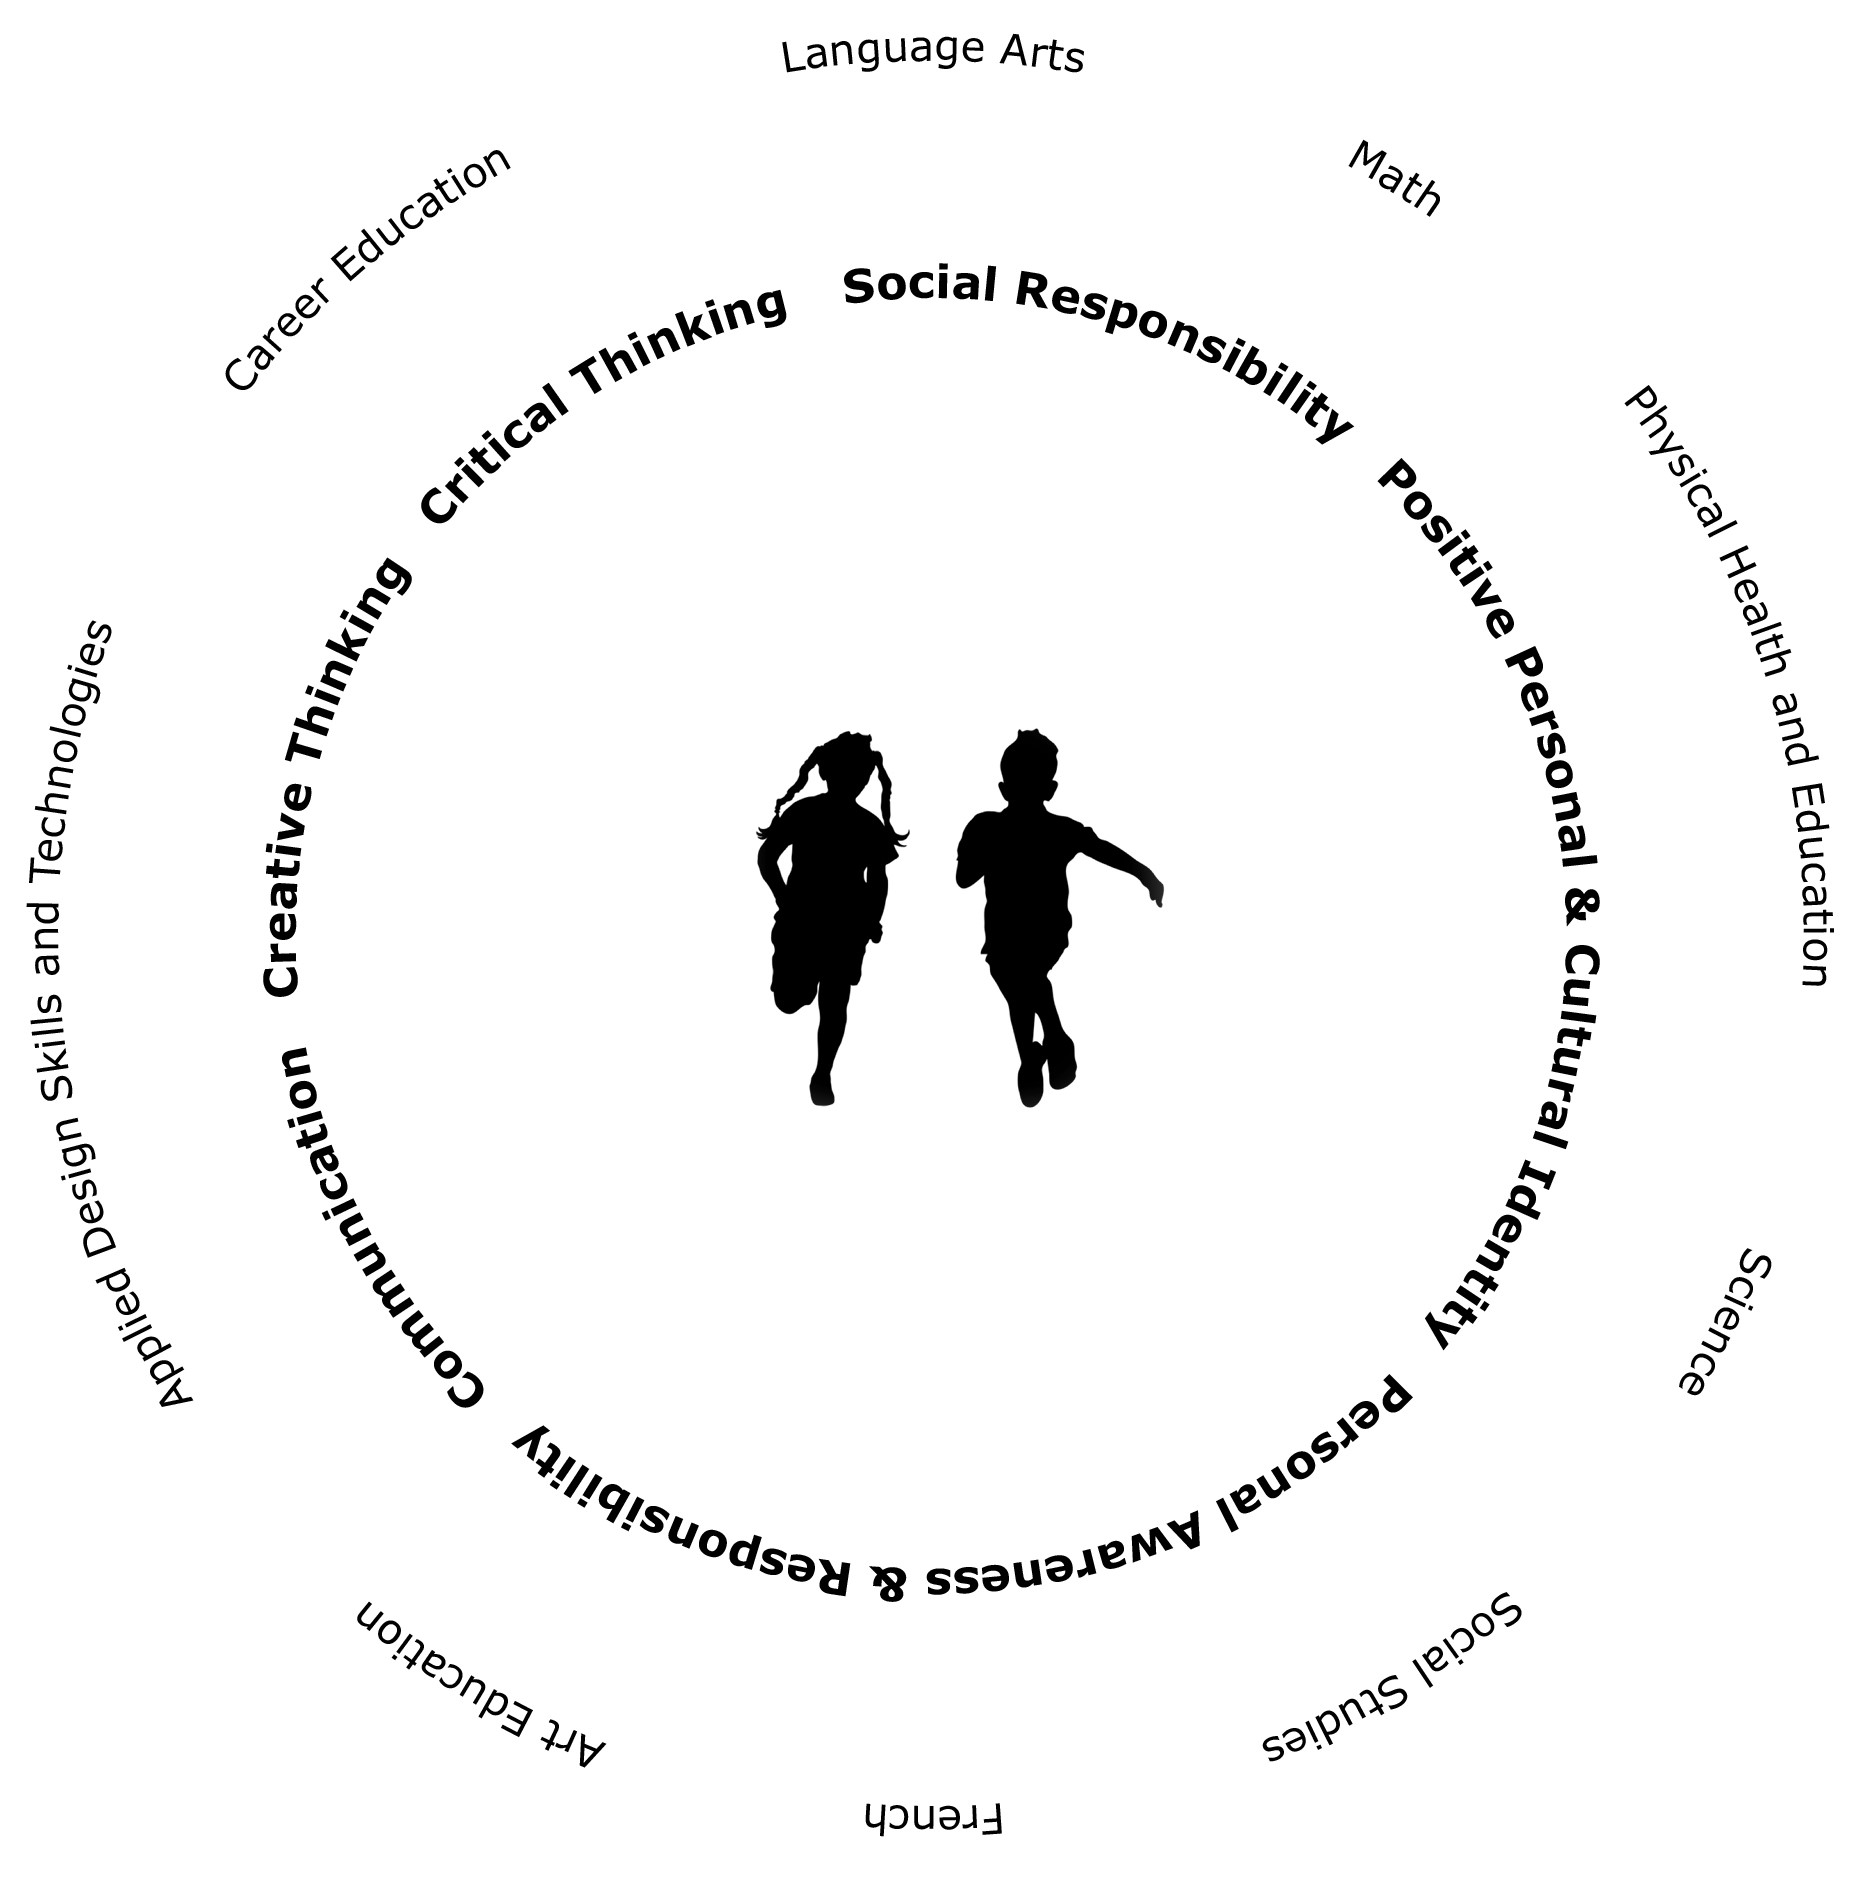 Language Arts
Math
Physical Health and Education
Science
Social Studies
French
Art Education
Applied Design Skills and Technologies
Career Education
Social Responsibility
Positive Personal & Cultural Identity
Personal Awareness & Responsibility
Communication
Creative Thinking
Critical Thinking